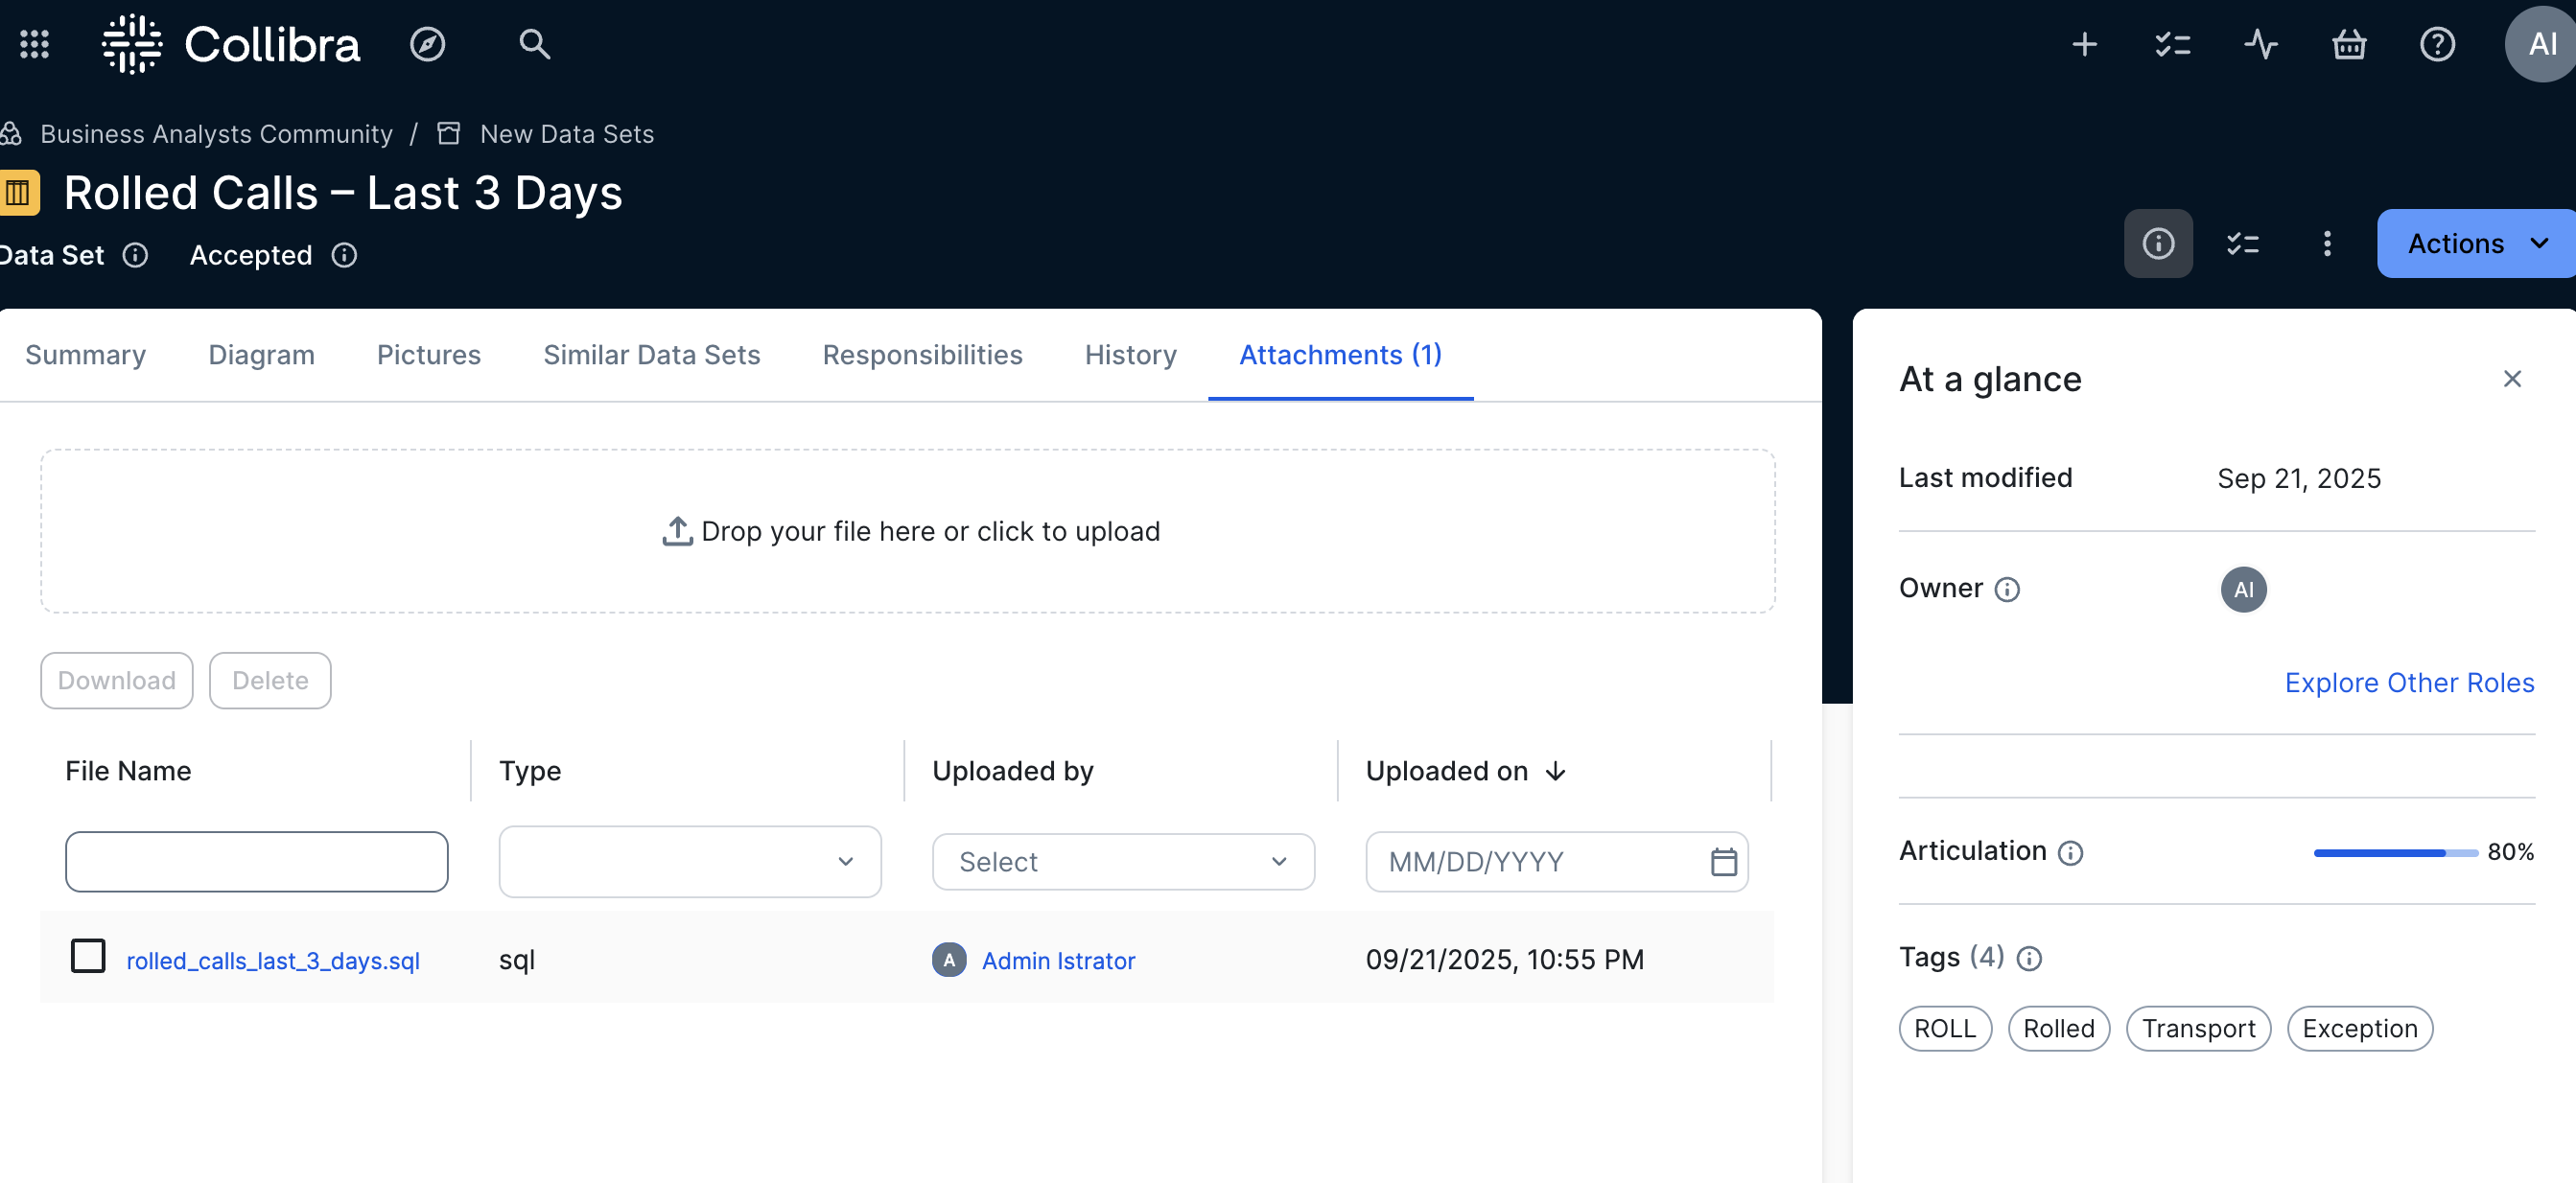 Collibra
AI
Business Analysts Community / New Data Sets
Rolled Calls – Last 3 Days
Data Set Accepted
Actions
Summary Diagram Pictures Similar Data Sets Responsibilities History Attachments (1)
Drop your file here or click to upload
Download Delete
File Name Type Uploaded by Uploaded on
Select MM/DD/YYYY
rolled_calls_last_3_days.sql sql A Admin Istrator 09/21/2025, 10:55 PM
At a glance
Last modified Sep 21, 2025
Owner AI
Explore Other Roles
Articulation 80%
Tags (4)
ROLL Rolled Transport Exception